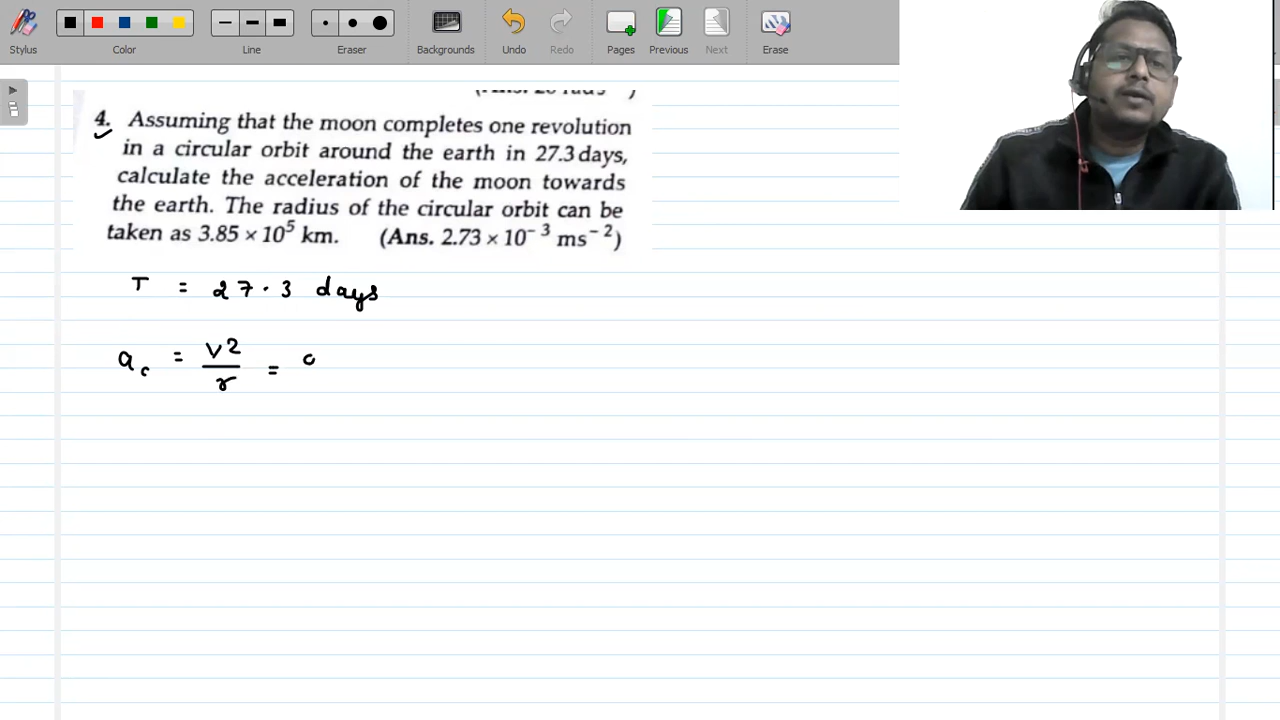 Stylus Color Line Eraser Backgrounds Undo Redo Pages Previous Next Erase
4. Assuming that the moon completes one revolution
in a circular orbit around the earth in 27.3 days,
calculate the acceleration of the moon towards
the earth. The radius of the circular orbit can be
taken as 3.85 × 10⁵ km. (Ans. 2.73 × 10⁻³ ms⁻²)
T = 27.3 days
a_c = v²/r =